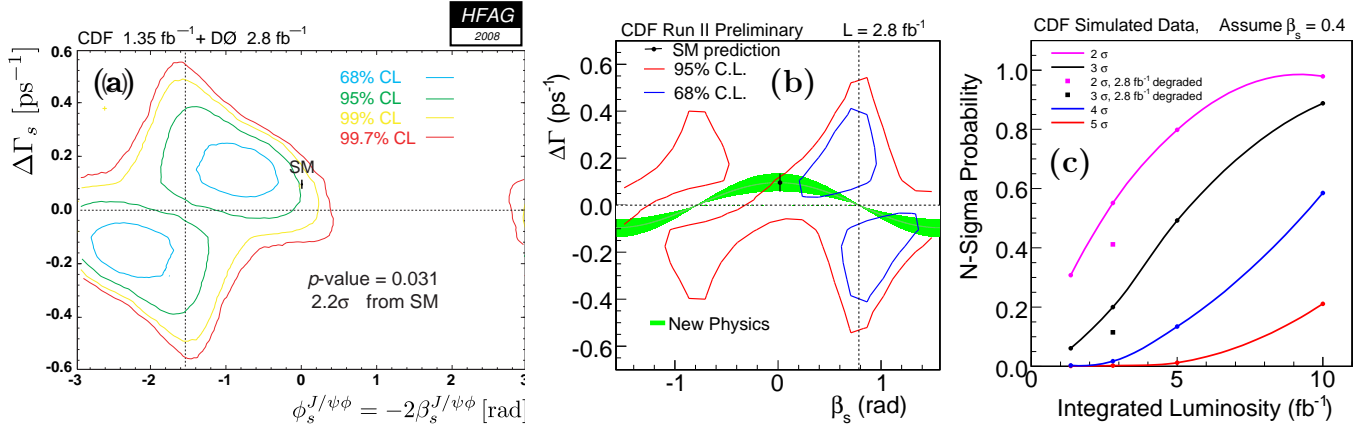 HFAG
2008
CDF 1.35 fb⁻¹ + DØ 2.8 fb⁻¹
(a)
68% CL
95% CL
99% CL
99.7% CL
SM
p-value = 0.031
2.2σ from SM
ΔΓ_s [ps⁻¹]
0.6
0.4
0.2
0.0
-0.2
-0.4
-0.6
-3 -2 -1 0 1 2 3
ϕ_s^{J/ψϕ} = −2β_s^{J/ψϕ} [rad]
CDF Run II Preliminary L = 2.8 fb⁻¹
SM prediction
95% C.L.
68% C.L.
(b)
New Physics
ΔΓ (ps⁻¹)
0.6
0.4
0.2
0.0
-0.2
-0.4
-0.6
-1 0 1
β_s (rad)
CDF Simulated Data, Assume β_s = 0.4
2 σ
3 σ
2 σ, 2.8 fb⁻¹ degraded
3 σ, 2.8 fb⁻¹ degraded
4 σ
5 σ
(c)
N-Sigma Probability
1.0
0.8
0.6
0.4
0.2
0.0
0 5 10
Integrated Luminosity (fb⁻¹)